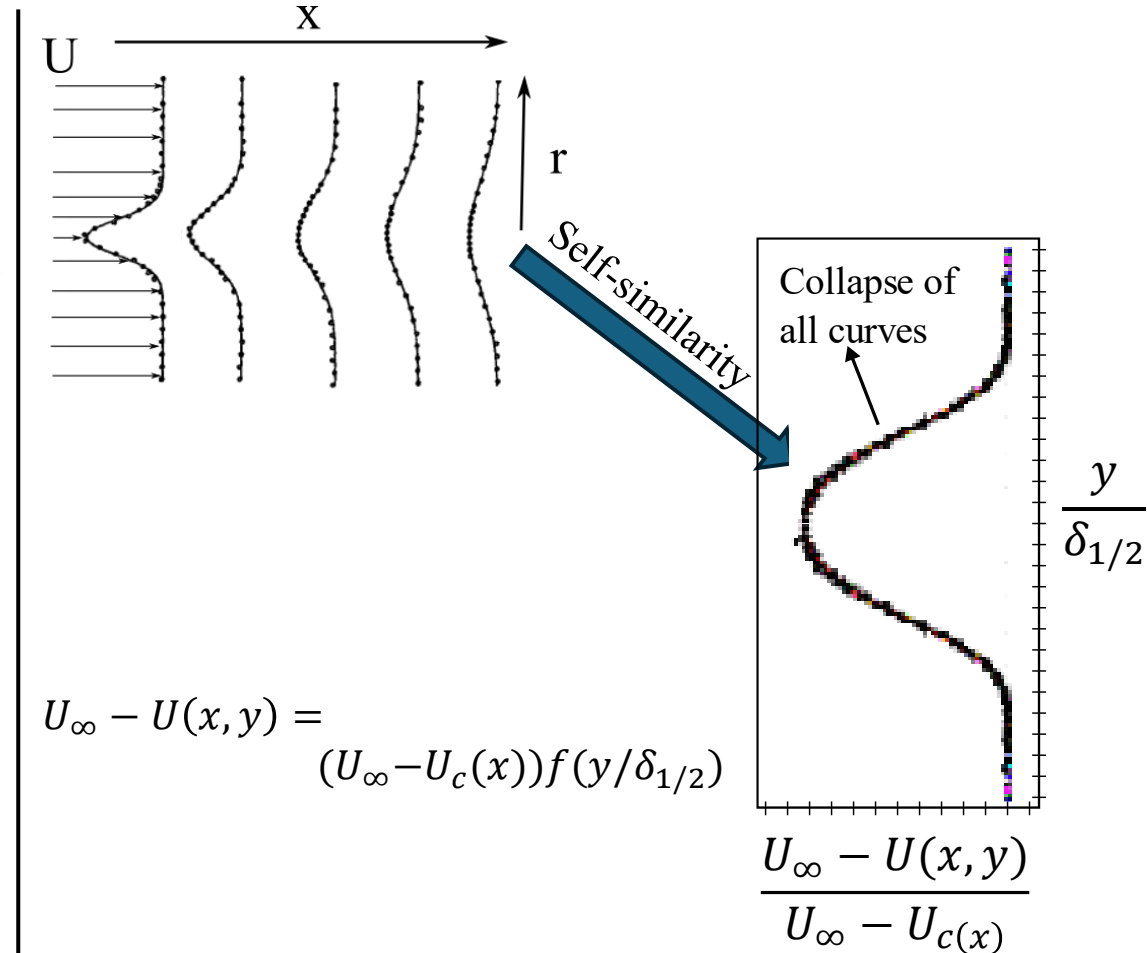 x
U
r
Self-similarity
Collapse of
all curves
y
δ1/2
U∞ − U(x, y) =
(U∞−Uc(x))f(y/δ1/2)
U∞ − U(x, y)
U∞ − Uc(x)